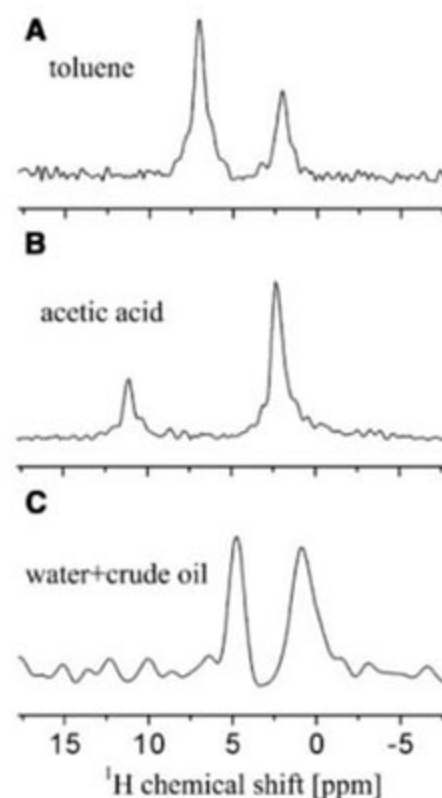 A
toluene
B
acetic acid
C
water+crude oil
15 10 5 0 -5
¹H chemical shift [ppm]